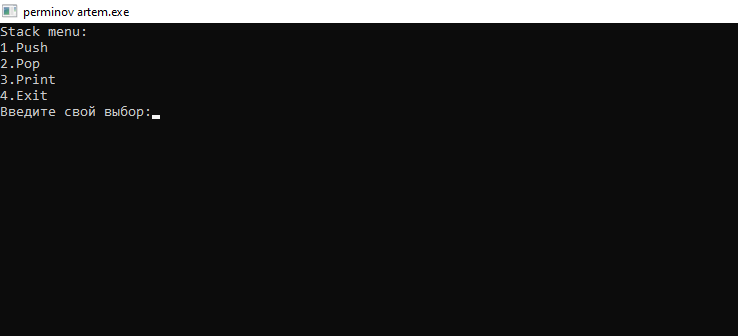 perminov artem.exe
Stack menu:
1.Push
2.Pop
3.Print
4.Exit
Введите свой выбор: